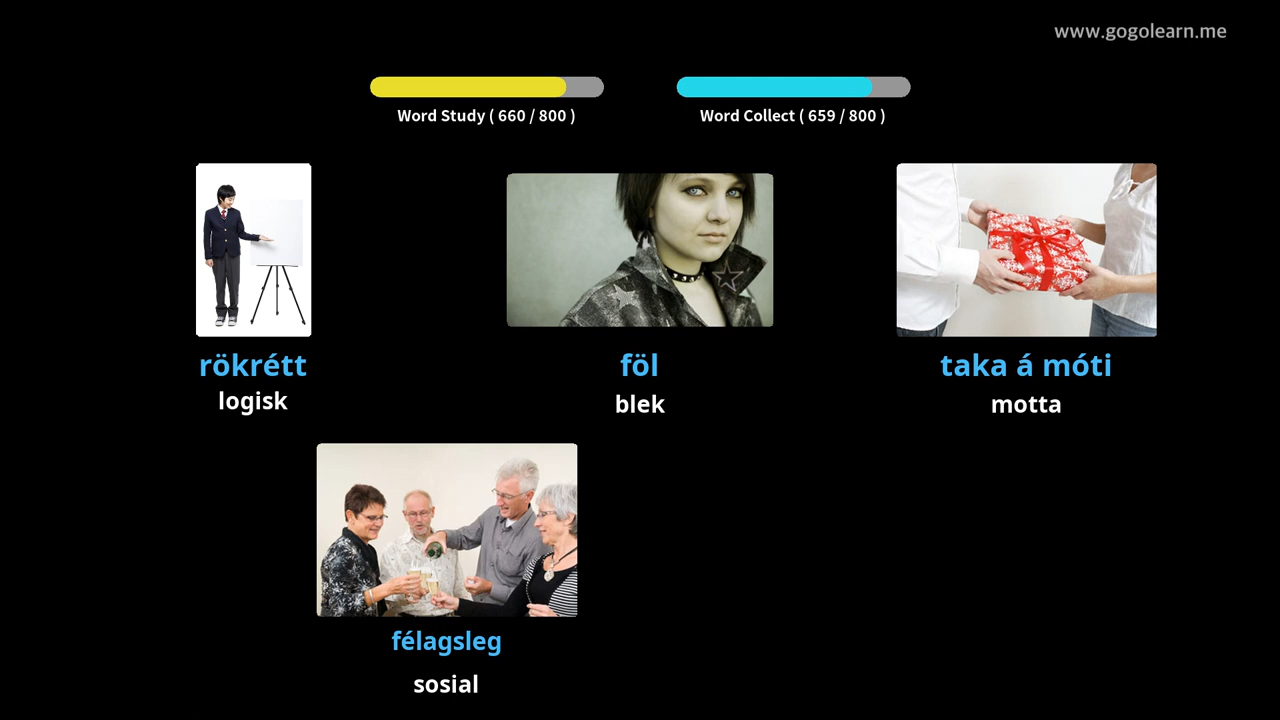 www.gogolearn.me
Word Study ( 660 / 800 )
Word Collect ( 659 / 800 )
rökrétt
logisk
föl
blek
taka á móti
motta
félagsleg
sosial